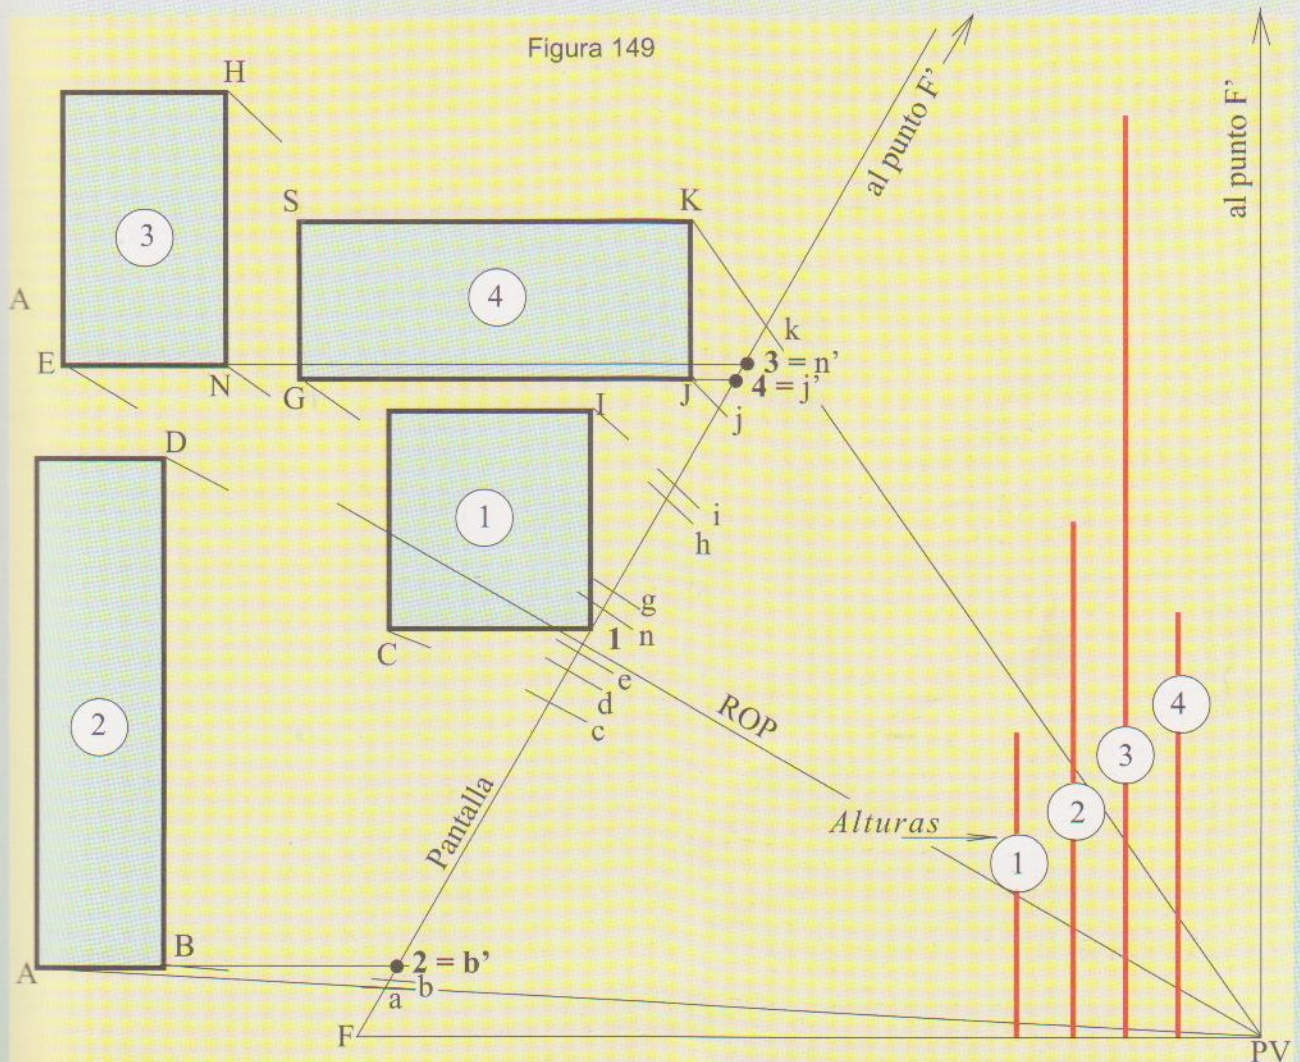 Figura 149
al punto F'
al punto F'
H
3
A
E
N
S
K
4
G
J
k
3 = n'
4 = j'
j
D
I
1
i
h
g
n
1
C
e
d
c
ROP
2
Pantalla
Alturas
1
2
3
4
B
A
2 = b'
b
a
F
PV